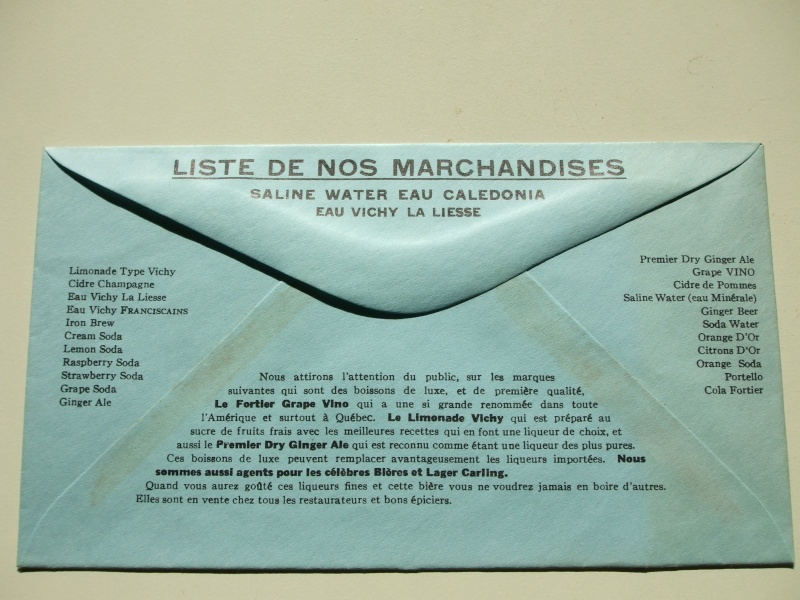 LISTE DE NOS MARCHANDISES
SALINE WATER EAU CALEDONIA
EAU VICHY LA LIESSE
Limonade Type Vichy
Cidre Champagne
Eau Vichy La Liesse
Eau Vichy FRANCISCAINS
Iron Brew
Cream Soda
Lemon Soda
Raspberry Soda
Strawberry Soda
Grape Soda
Ginger Ale
Premier Dry Ginger Ale
Grape VINO
Cidre de Pommes
Saline Water (eau Minérale)
Ginger Beer
Soda Water
Orange D'Or
Citrons D'Or
Orange Soda
Portello
Cola Fortier
Nous attirons l'attention du public, sur les marques
suivantes qui sont des boissons de luxe, et de première qualité,
Le Fortier Grape Vino qui a une si grande renommée dans toute
l'Amérique et surtout à Québec. Le Limonade Vichy qui est préparé au
sucre de fruits frais avec les meilleures recettes qui en font une liqueur de choix, et
aussi le Premier Dry Ginger Ale qui est reconnu comme étant une liqueur des plus pures.
Ces boissons de luxe peuvent remplacer avantageusement les liqueurs importées. Nous
sommes aussi agents pour les célèbres Bières et Lager Carling.
Quand vous aurez goûté ces liqueurs fines et cette bière vous ne voudrez jamais en boire d'autres.
Elles sont en vente chez tous les restaurateurs et bons épiciers.